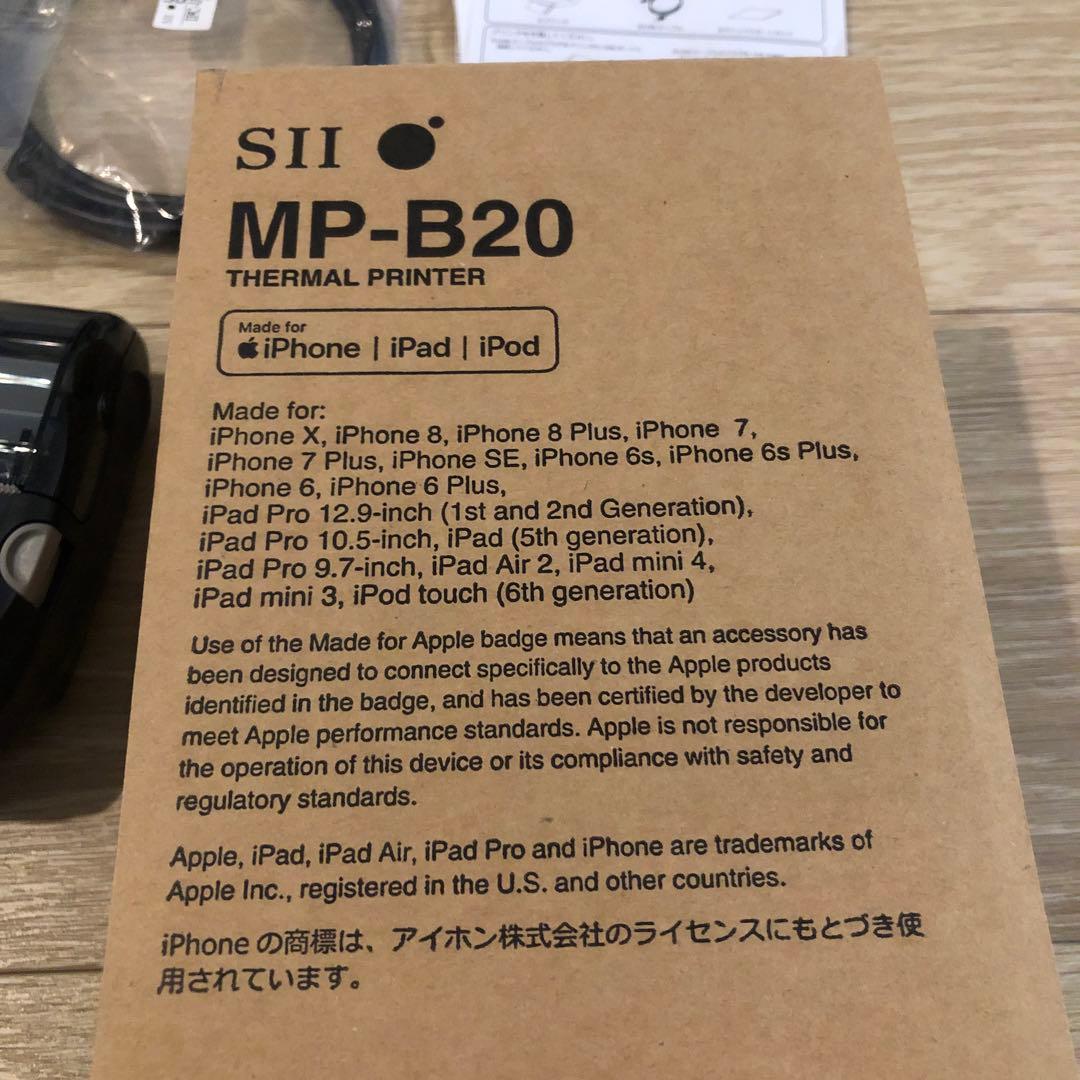 SII
MP-B20
THERMAL PRINTER
Made for
iPhone | iPad | iPod
Made for:
iPhone X, iPhone 8, iPhone 8 Plus, iPhone 7,
iPhone 7 Plus, iPhone SE, iPhone 6s, iPhone 6s Plus,
iPhone 6, iPhone 6 Plus,
iPad Pro 12.9-inch (1st and 2nd Generation),
iPad Pro 10.5-inch, iPad (5th generation),
iPad Pro 9.7-inch, iPad Air 2, iPad mini 4,
iPad mini 3, iPod touch (6th generation)
Use of the Made for Apple badge means that an accessory has
been designed to connect specifically to the Apple products
identified in the badge, and has been certified by the developer to
meet Apple performance standards. Apple is not responsible for
the operation of this device or its compliance with safety and
regulatory standards.
Apple, iPad, iPad Air, iPad Pro and iPhone are trademarks of
Apple Inc., registered in the U.S. and other countries.
iPhone の商標は、アイホン株式会社のライセンスにもとづき使
用されています。